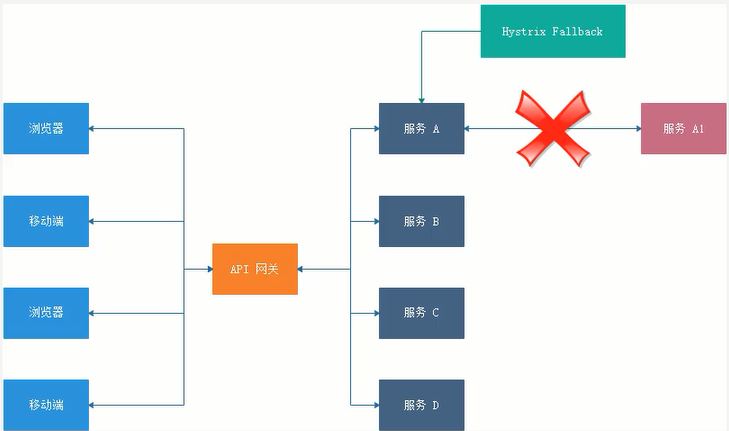 Hystrix Fallback
浏览器
服务 A
服务 A1
移动端
服务 B
API 网关
浏览器
服务 C
移动端
服务 D